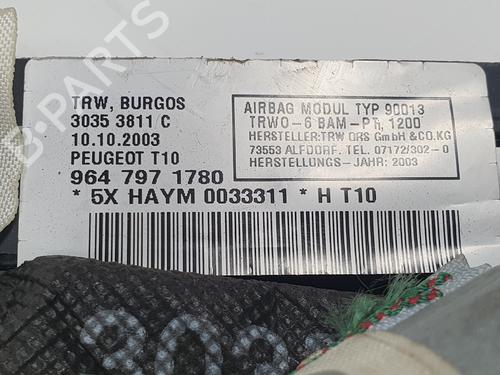 TRW, BURGOS
3035 3811 C
10.10.2003
PEUGEOT T10
964 797 1780
* 5X HAYM 0033311 * H T10
AIRBAG MODUL TYP 90013
TRWO-6 BAM-PT, 1200
HERSTELLER:TRW ORS GmbH &CO.KG
73553 ALFDORF. TEL. 07172/302-0
HERSTELLUNGS-JAHR: 2003
B-PARTS